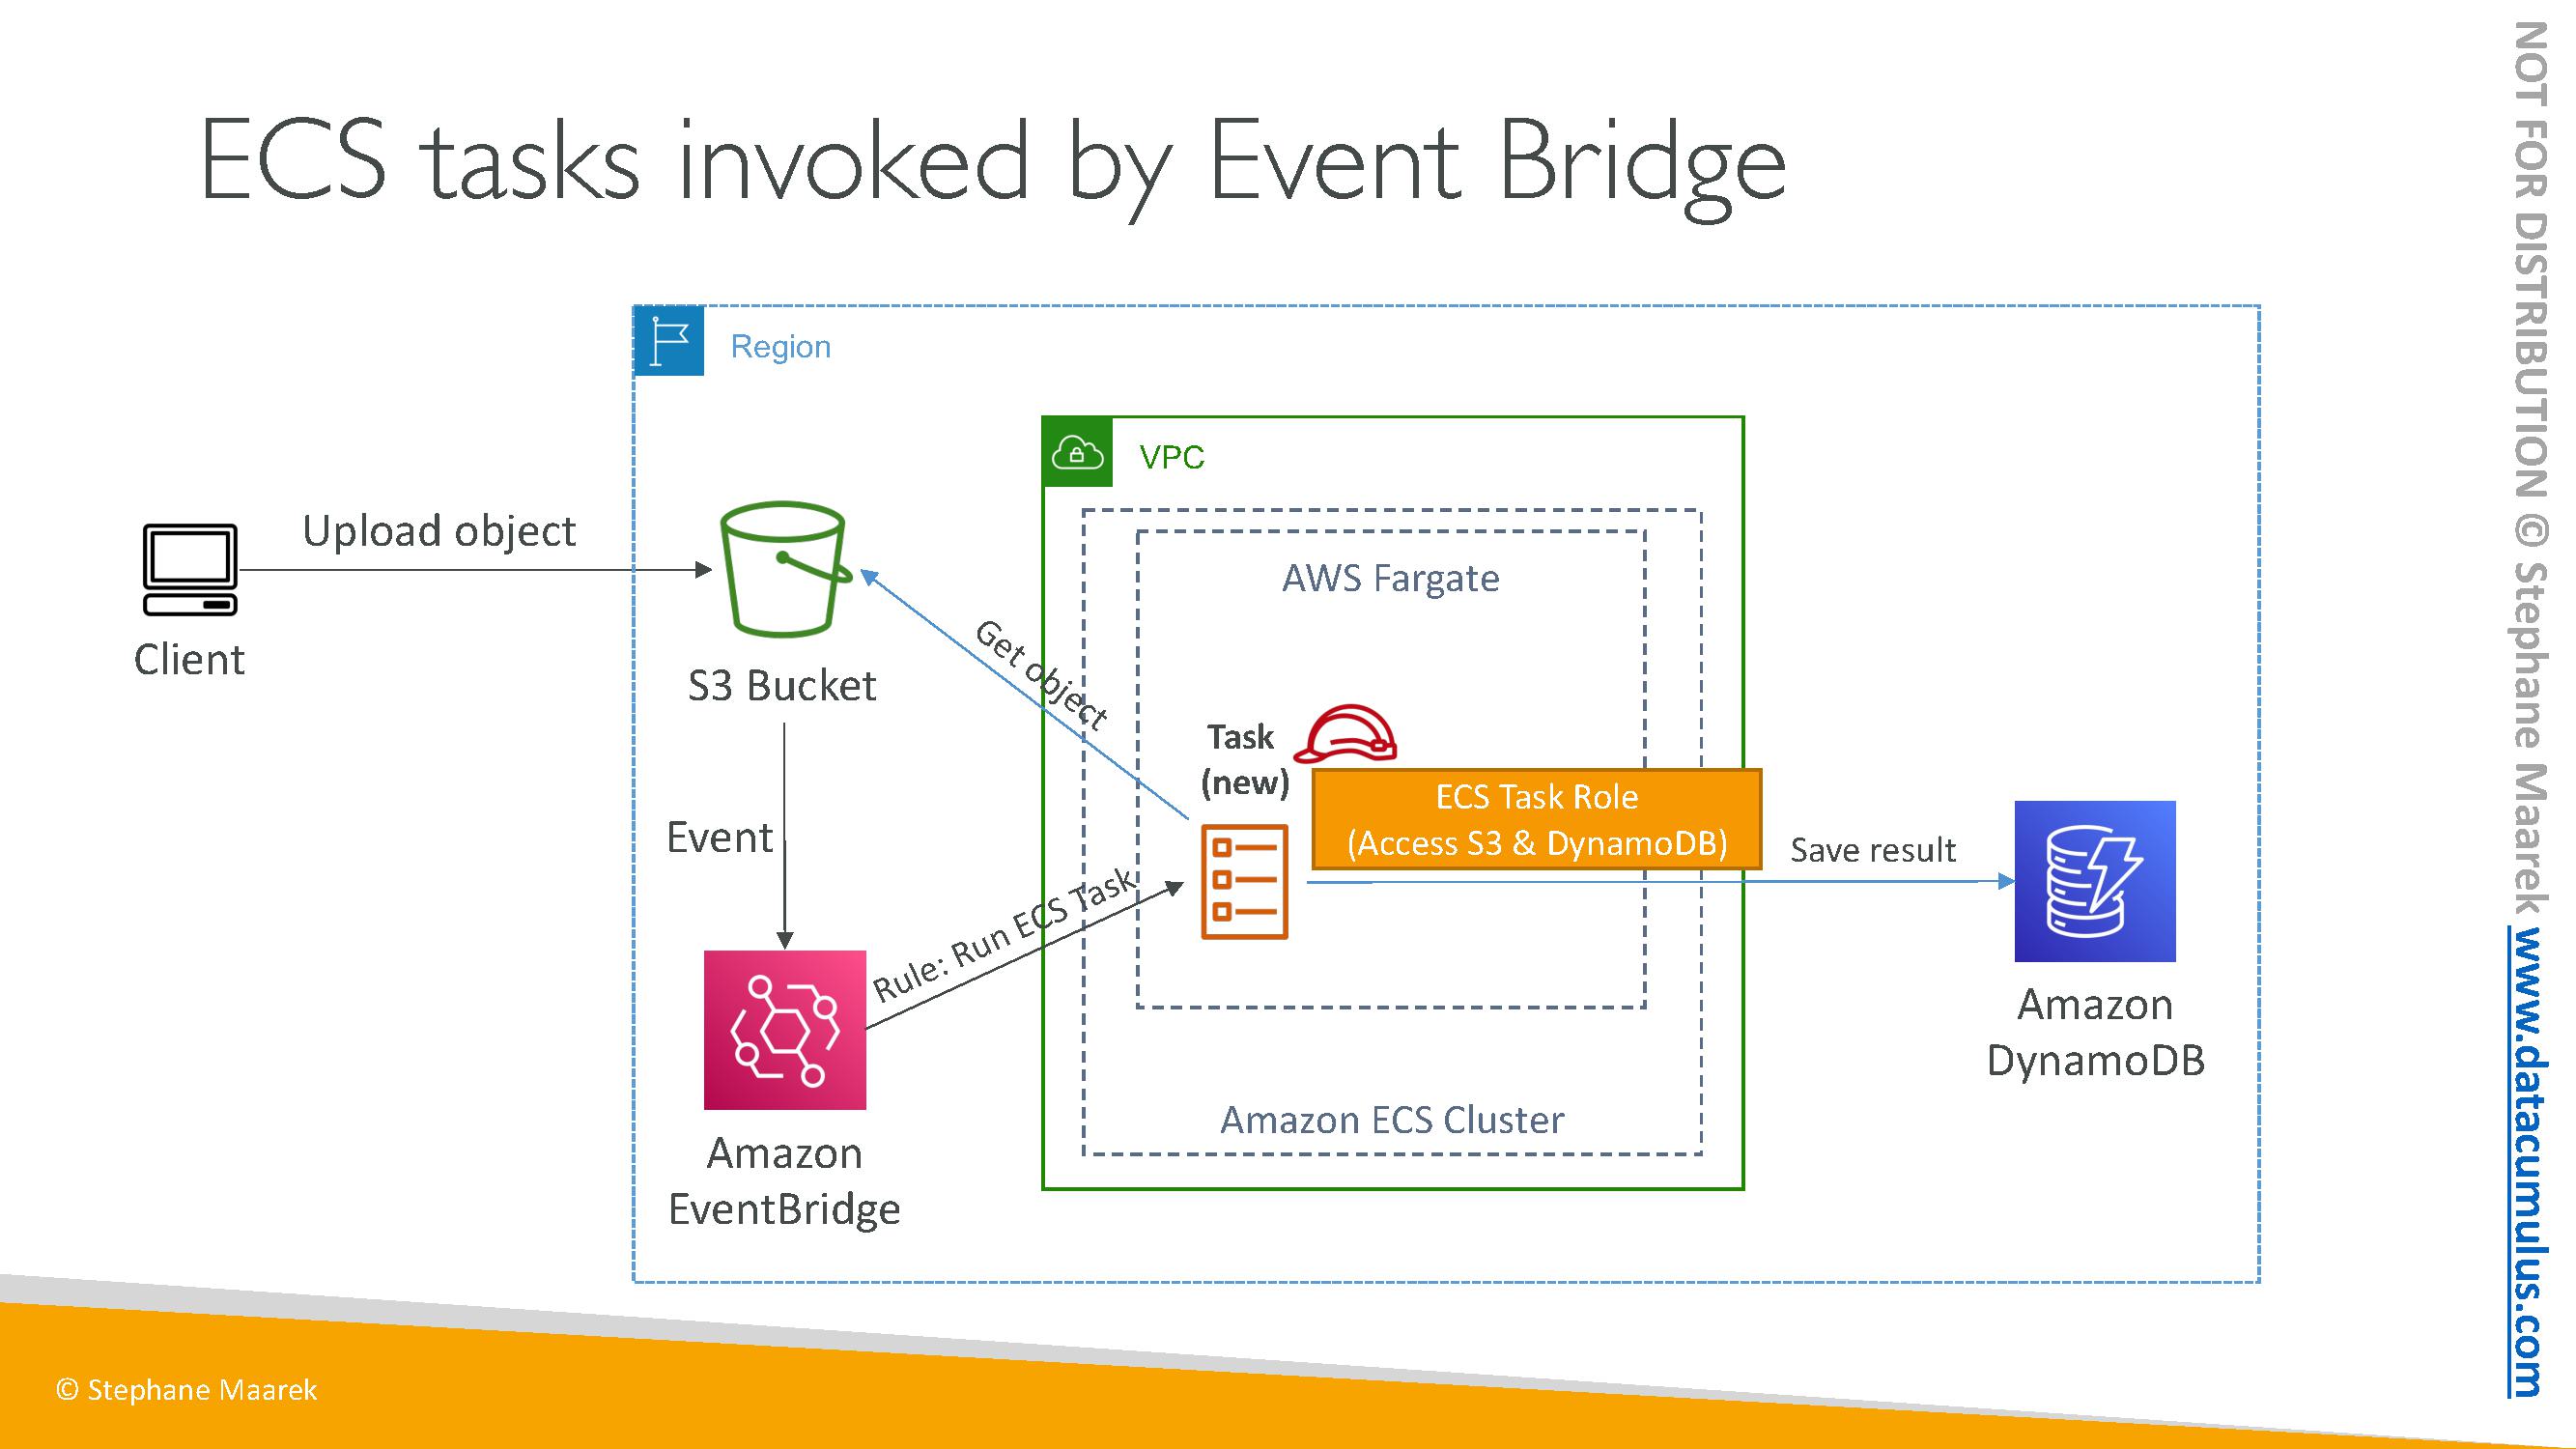 ECS tasks invoked by Event Bridge
Region
VPC
Upload object
AWS Fargate
Client
S3 Bucket
Get object
Task
(new)
ECS Task Role
(Access S3 & DynamoDB)
Save result
Event
Rule: Run ECS Task
Amazon
DynamoDB
Amazon ECS Cluster
Amazon
EventBridge
© Stephane Maarek
NOT FOR DISTRIBUTION © Stephane Maarek www.datacumulus.com